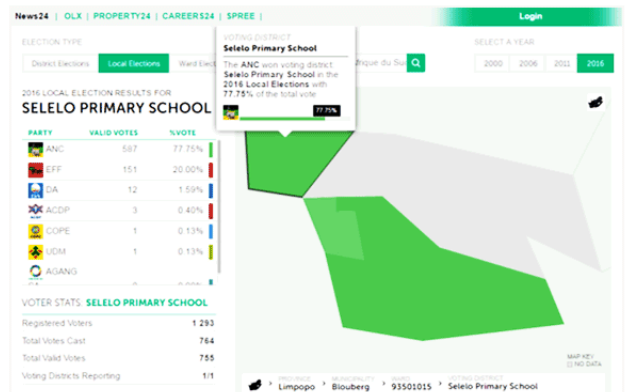 News24 | OLX | PROPERTY24 | CAREERS24 | SPREE |
Login
ELECTION TYPE
District Elections
Local Elections
Ward Elect
frique du Su
SELECT A YEAR
2000
2006
2011
2016
VOTING DISTRICT
Selelo Primary School
The ANC won voting district
Selelo Primary School in the
2016 Local Elections with
77.75% of the total vote
77.75%
2016 LOCAL ELECTION RESULTS FOR
SELELO PRIMARY SCHOOL
PARTY VALID VOTES %VOTE
ANC 587 77.75%
EFF 151 20.00%
DA 12 1.59%
ACDP 3 0.40%
COPE 1 0.13%
UDM 1 0.13%
AGANG
VOTER STATS SELELO PRIMARY SCHOOL
Registered Voters 1 293
Total Votes Cast 764
Total Valid Votes 755
Voting Districts Reporting 1/1
MAP KEY
NO DATA
PROVINCE
Limpopo
MUNICIPALITY
Blouberg
WARD
93501015
VOTING DISTRICT
Selelo Primary School